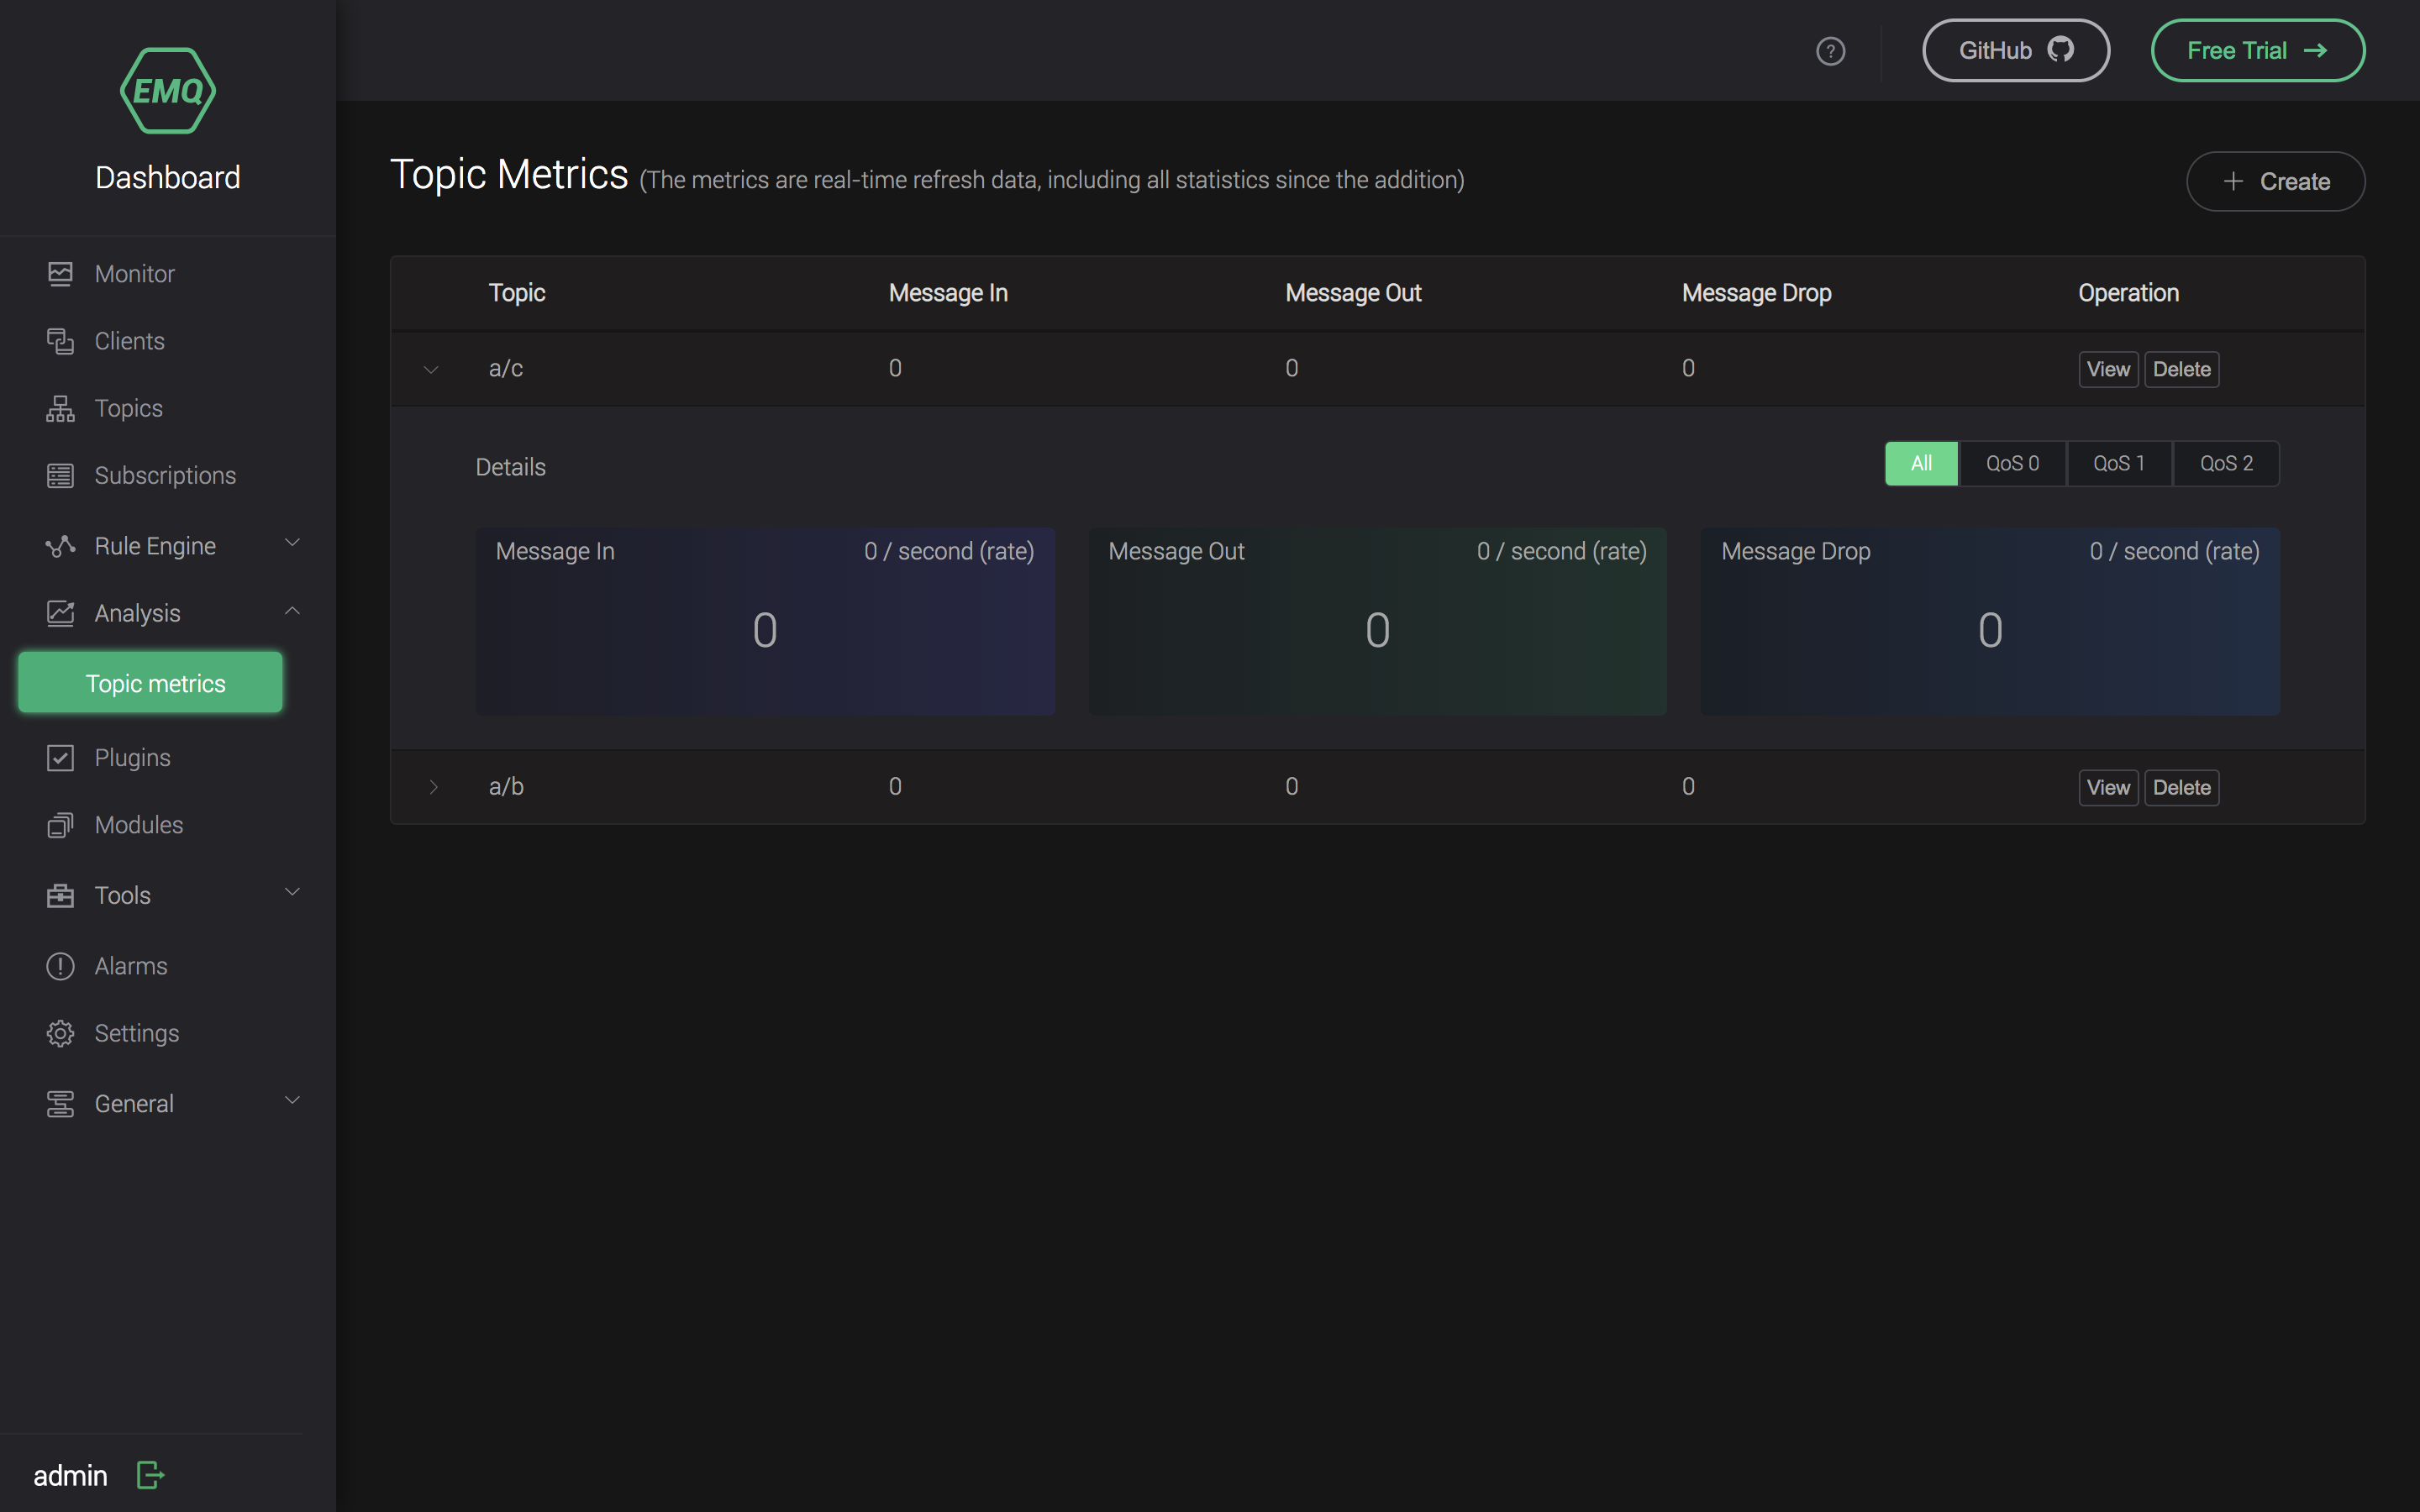 EMQ
Dashboard
Monitor
Clients
Topics
Subscriptions
Rule Engine
Analysis
Topic metrics
Plugins
Modules
Tools
Alarms
Settings
General
admin
? GitHub Free Trial →
Topic Metrics (The metrics are real-time refresh data, including all statistics since the addition)
+ Create
Topic Message In Message Out Message Drop Operation
a/c 0 0 0 View Delete
Details All QoS 0 QoS 1 QoS 2
Message In 0 / second (rate)
0
Message Out 0 / second (rate)
0
Message Drop 0 / second (rate)
0
a/b 0 0 0 View Delete